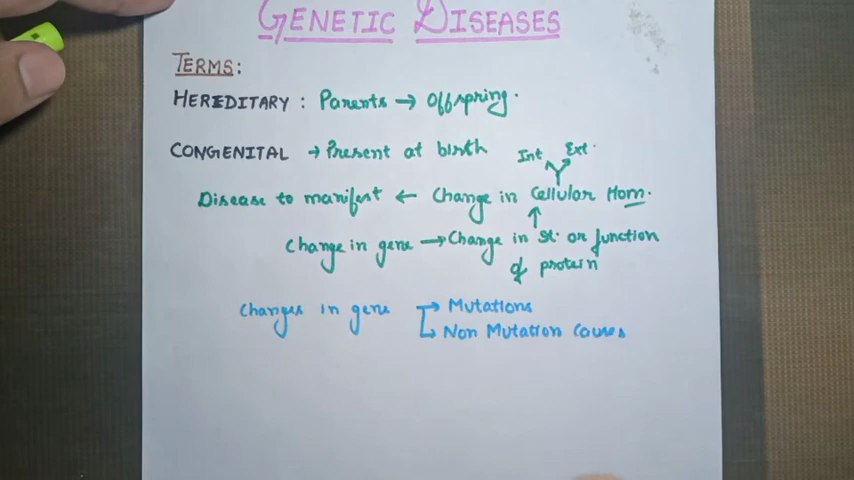 GENETIC DISEASES
TERMS:
HEREDITARY : Parents → Offspring.
CONGENITAL → Present at birth
Int Ext.
Disease to manifest ← Change in Cellular Hom.
Change in gene → Change in St. or function
of protein
Changes in gene → Mutations
→ Non Mutation Causes